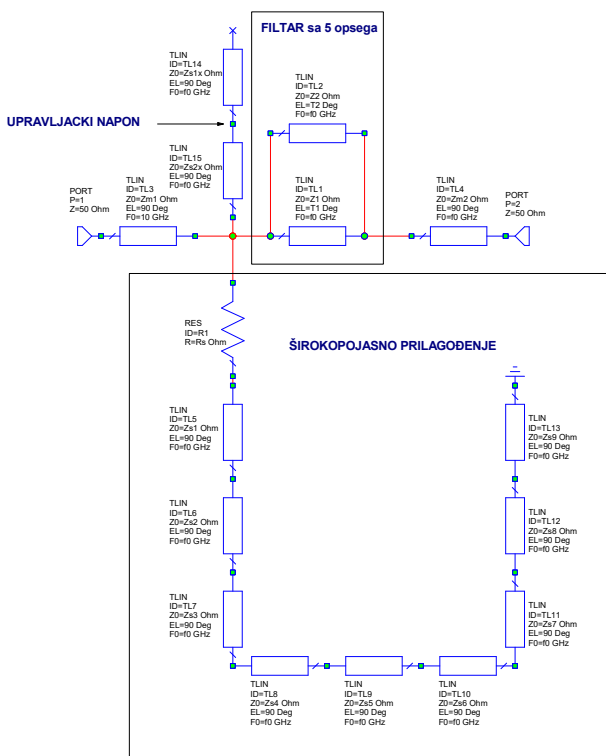 FILTAR sa 5 opsega
TLIN
ID=TL14
Z0=Zs1x Ohm
EL=90 Deg
F0=f0 GHz
TLIN
ID=TL2
Z0=Z2 Ohm
EL=T2 Deg
F0=f0 GHz
UPRAVLJACKI NAPON
TLIN
ID=TL15
Z0=Zs2x Ohm
EL=90 Deg
F0=f0 GHz
PORT
P=1
Z=50 Ohm
TLIN
ID=TL3
Z0=Zm1 Ohm
EL=90 Deg
F0=10 GHz
TLIN
ID=TL1
Z0=Z1 Ohm
EL=T1 Deg
F0=f0 GHz
TLIN
ID=TL4
Z0=Zm2 Ohm
EL=90 Deg
F0=f0 GHz
PORT
P=2
Z=50 Ohm
RES
ID=R1
R=Rs Ohm
ŠIROKOPOJASNO PRILAGOĐENJE
TLIN
ID=TL5
Z0=Zs1 Ohm
EL=90 Deg
F0=f0 GHz
TLIN
ID=TL13
Z0=Zs9 Ohm
EL=90 Deg
F0=f0 GHz
TLIN
ID=TL6
Z0=Zs2 Ohm
EL=90 Deg
F0=f0 GHz
TLIN
ID=TL12
Z0=Zs8 Ohm
EL=90 Deg
F0=f0 GHz
TLIN
ID=TL7
Z0=Zs3 Ohm
EL=90 Deg
F0=f0 GHz
TLIN
ID=TL11
Z0=Zs7 Ohm
EL=90 Deg
F0=f0 GHz
TLIN
ID=TL8
Z0=Zs4 Ohm
EL=90 Deg
F0=f0 GHz
TLIN
ID=TL9
Z0=Zs5 Ohm
EL=90 Deg
F0=f0 GHz
TLIN
ID=TL10
Z0=Zs6 Ohm
EL=90 Deg
F0=f0 GHz